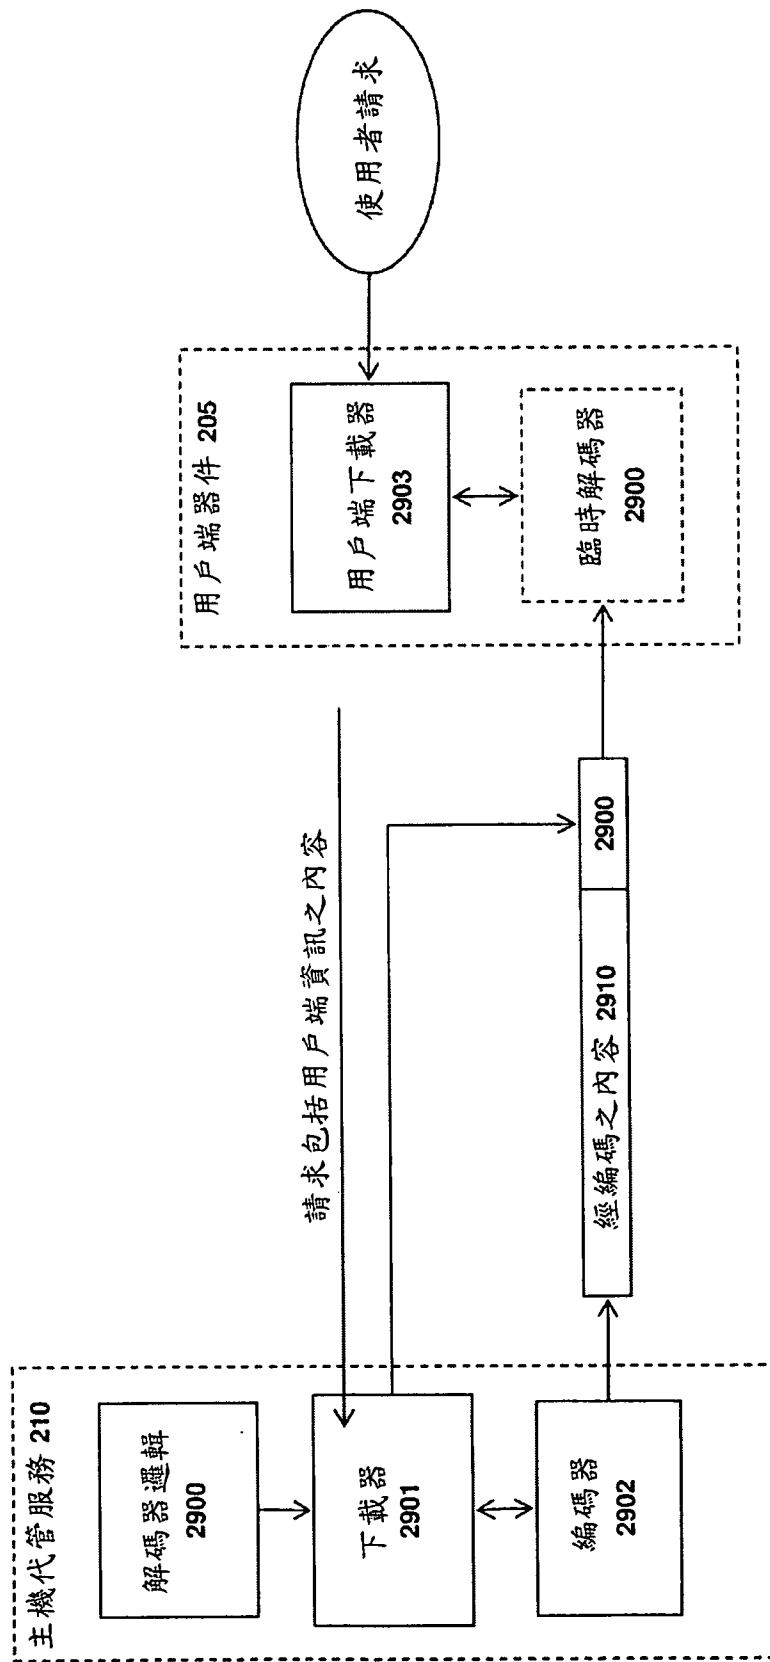 主機代管服務 210
解碼器邏輯
2900
下載器
2901
編碼器
2902
請求包括用戶端資訊之內容
經編碼之內容 2910
2900
用戶端器件 205
用戶端下載器
2903
臨時解碼器
2900
使用者請求